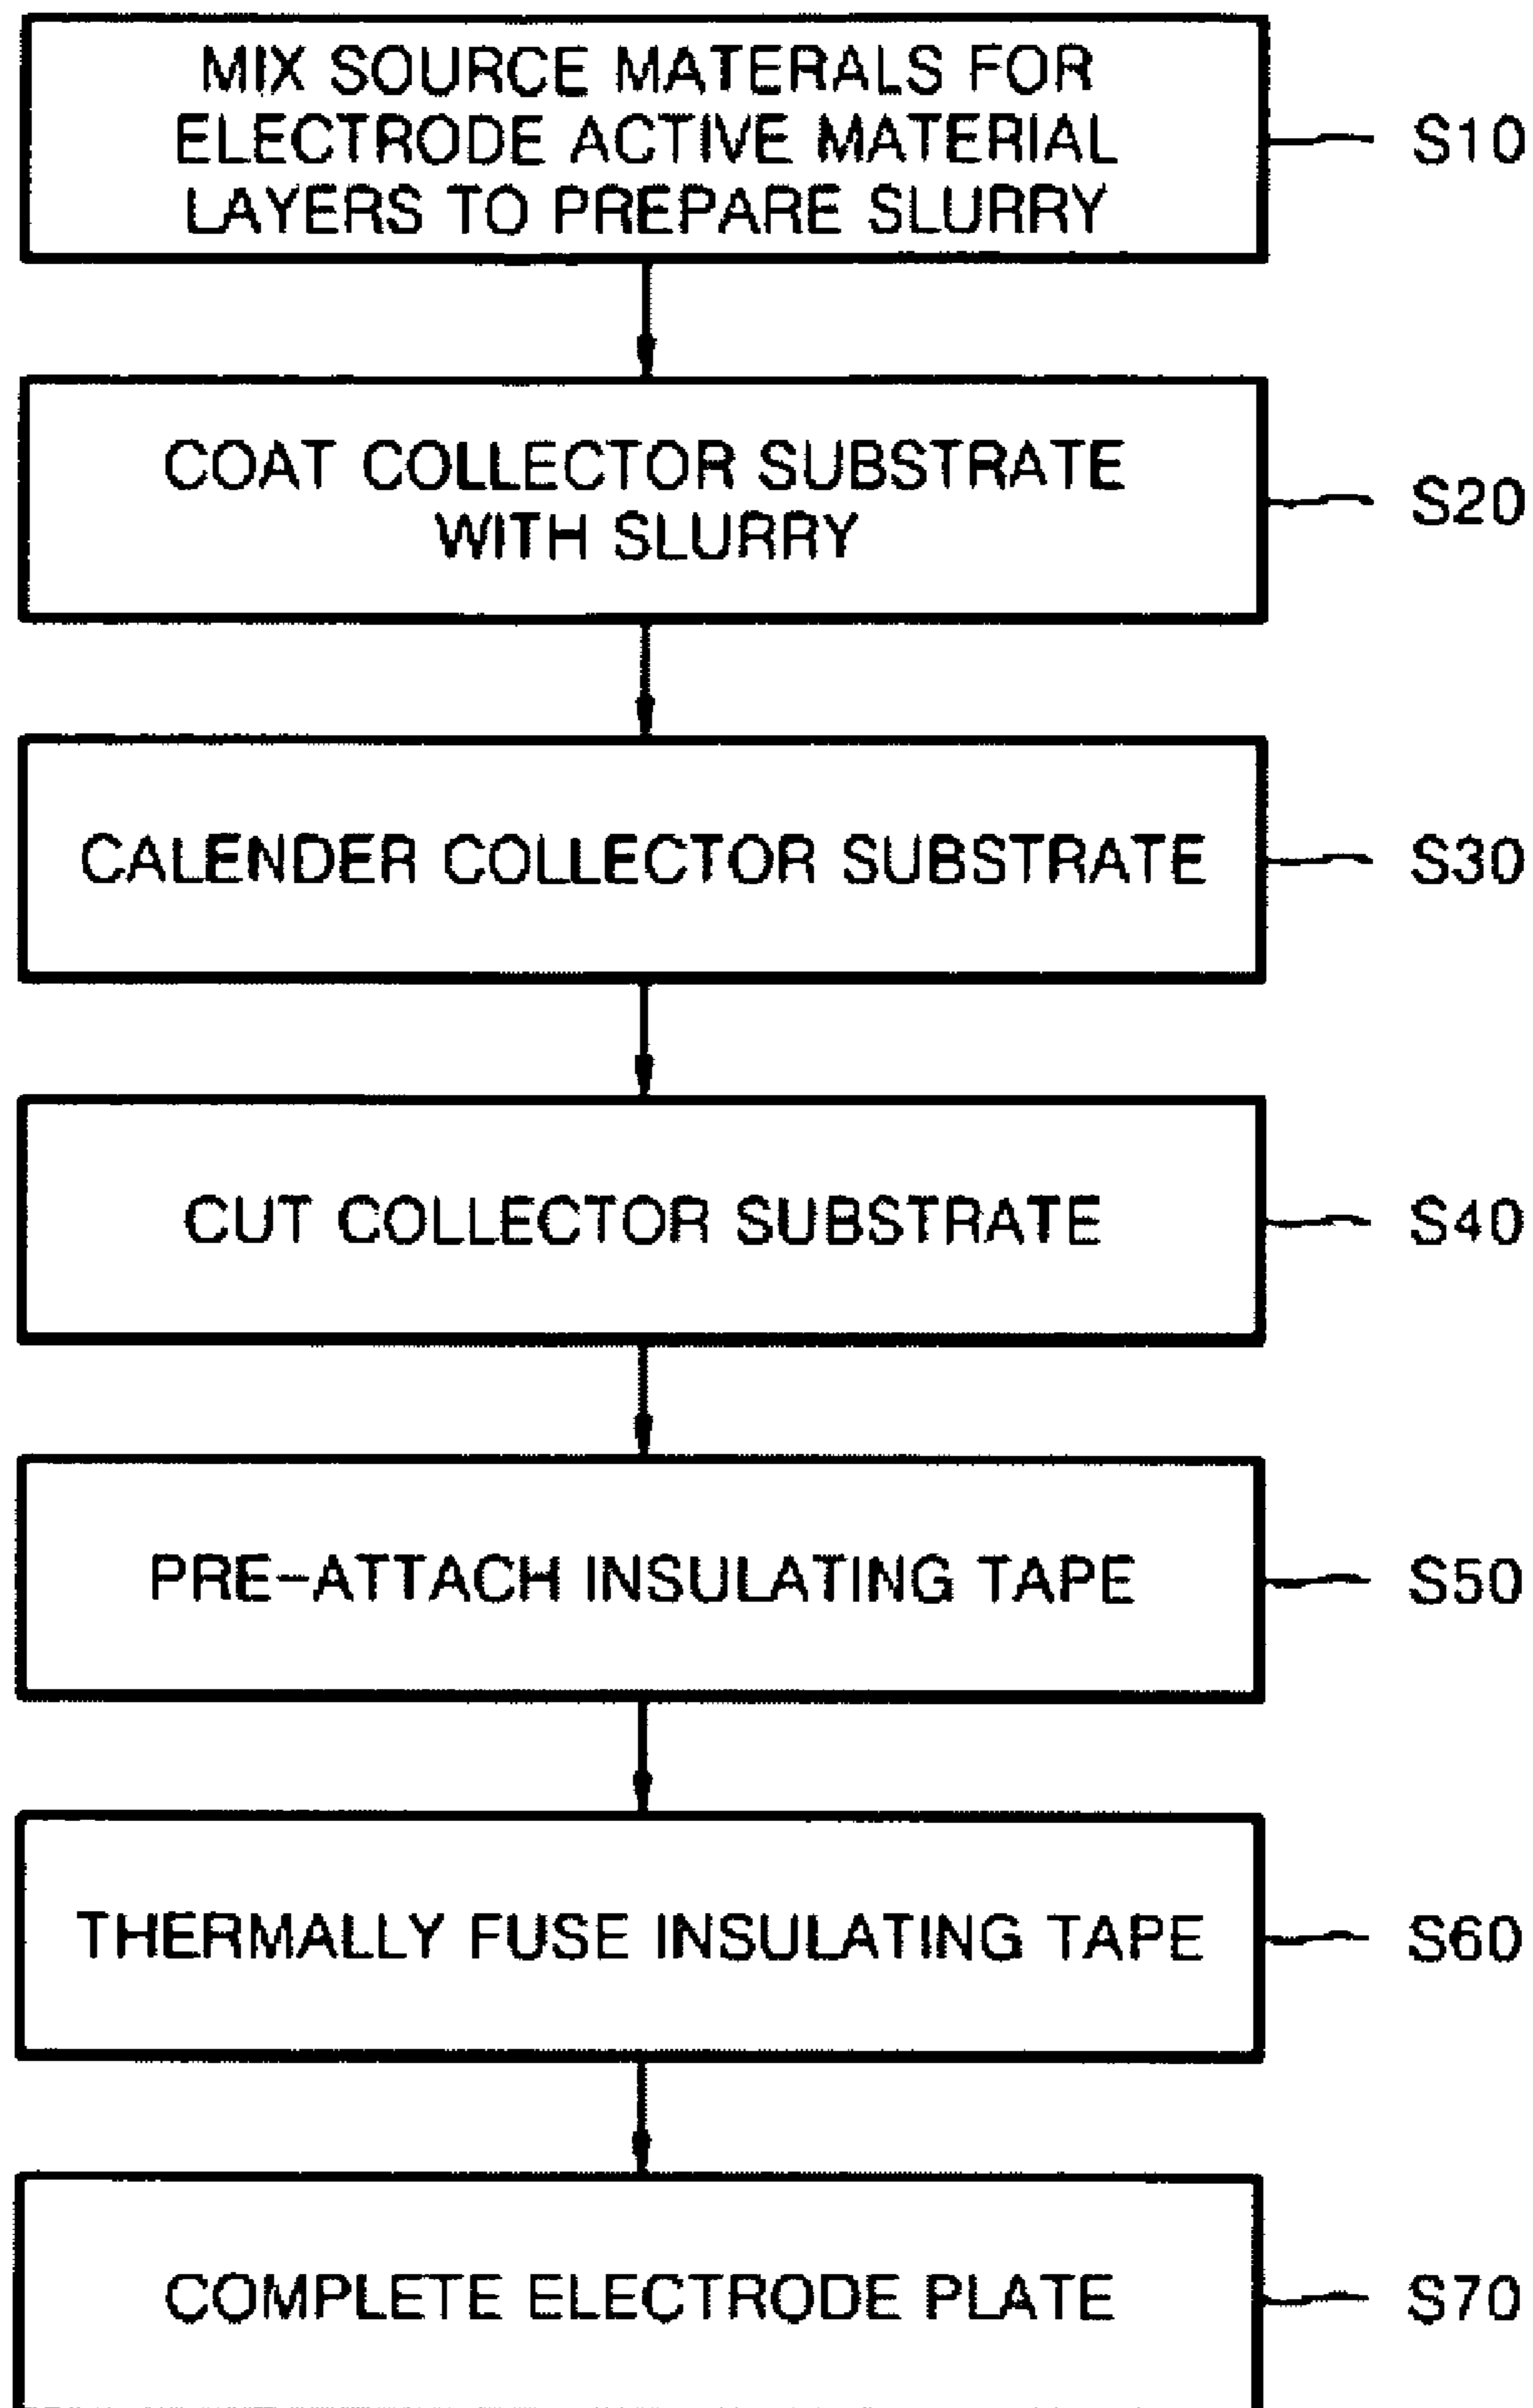 MIX SOURCE MATERALS FOR
ELECTRODE ACTIVE MATERIAL
LAYERS TO PREPARE SLURRY
S10
COAT COLLECTOR SUBSTRATE
WITH SLURRY
S20
CALENDER COLLECTOR SUBSTRATE
S30
CUT COLLECTOR SUBSTRATE
S40
PRE-ATTACH INSULATING TAPE
S50
THERMALLY FUSE INSULATING TAPE
S60
COMPLETE ELECTRODE PLATE
S70